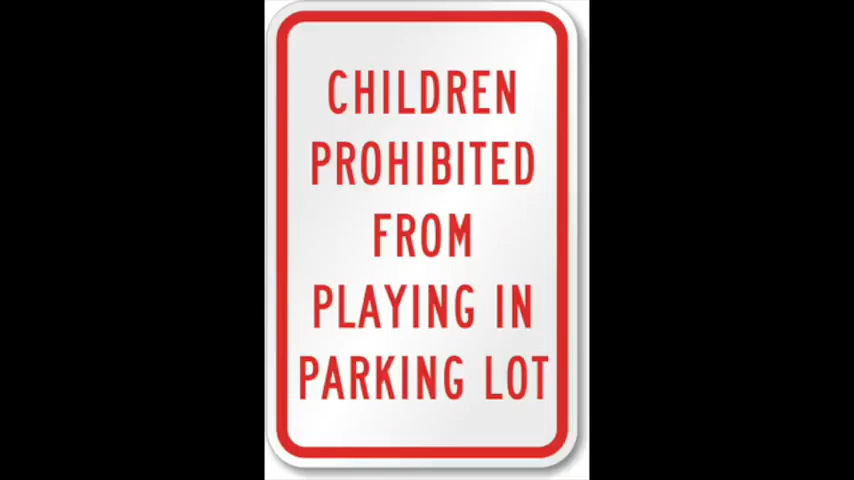 CHILDREN
PROHIBITED
FROM
PLAYING IN
PARKING LOT